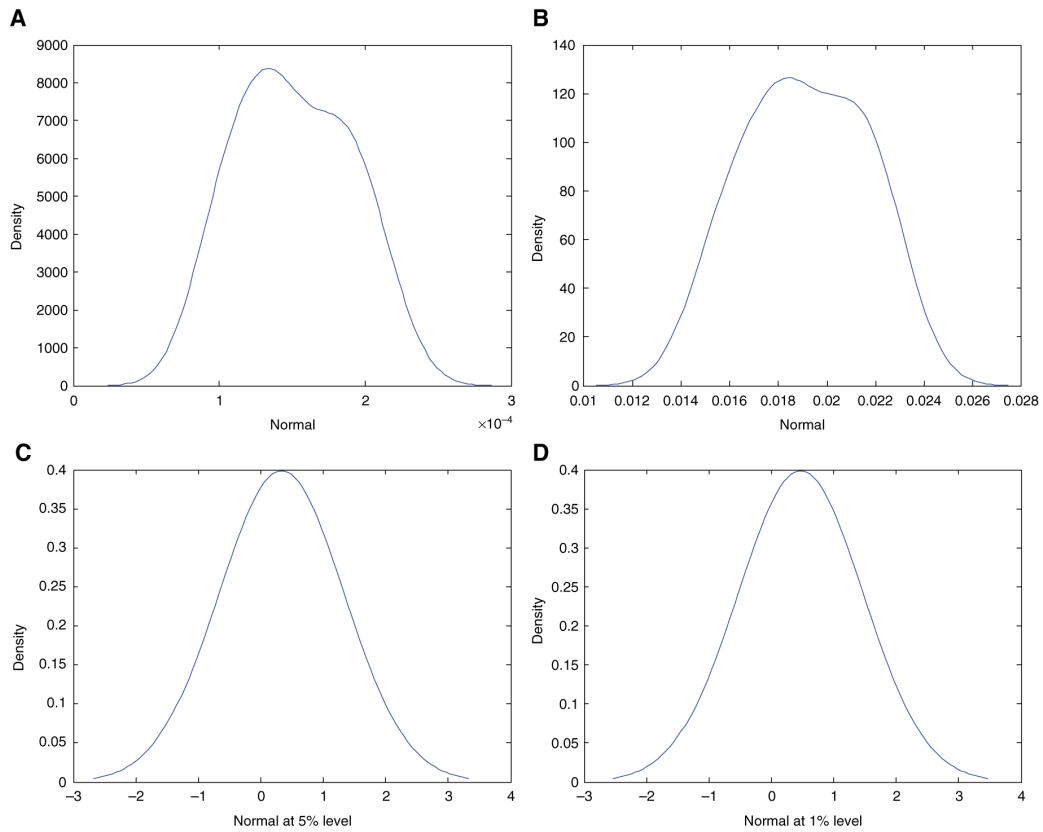 A
9000
8000
7000
6000
5000
4000
3000
2000
1000
0
Density
0 1 2 3
×10–4
Normal
B
140
120
100
80
60
40
20
0
Density
0.01 0.012 0.014 0.016 0.018 0.02 0.022 0.024 0.026 0.028
Normal
C
0.4
0.35
0.3
0.25
0.2
0.15
0.1
0.05
0
Density
–3 –2 –1 0 1 2 3 4
Normal at 5% level
D
0.4
0.35
0.3
0.25
0.2
0.15
0.1
0.05
0
Density
–3 –2 –1 0 1 2 3 4
Normal at 1% level